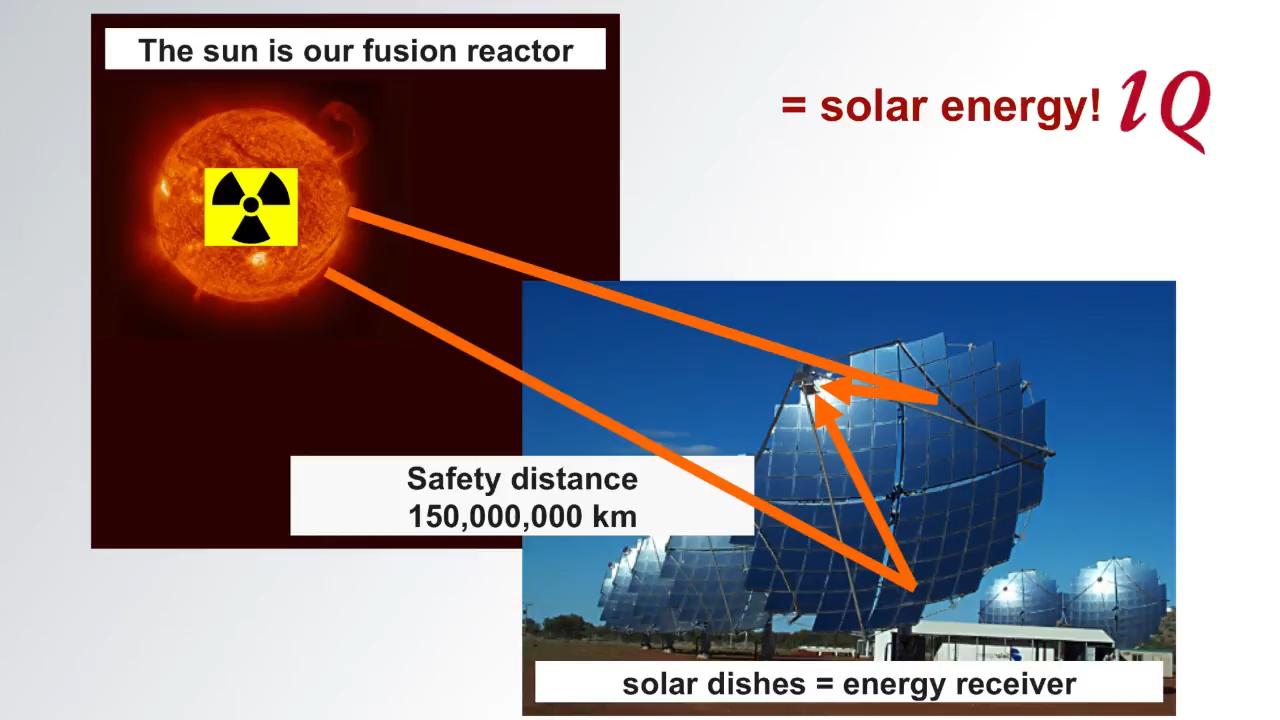 The sun is our fusion reactor
= solar energy!
iQ
Safety distance
150,000,000 km
solar dishes = energy receiver